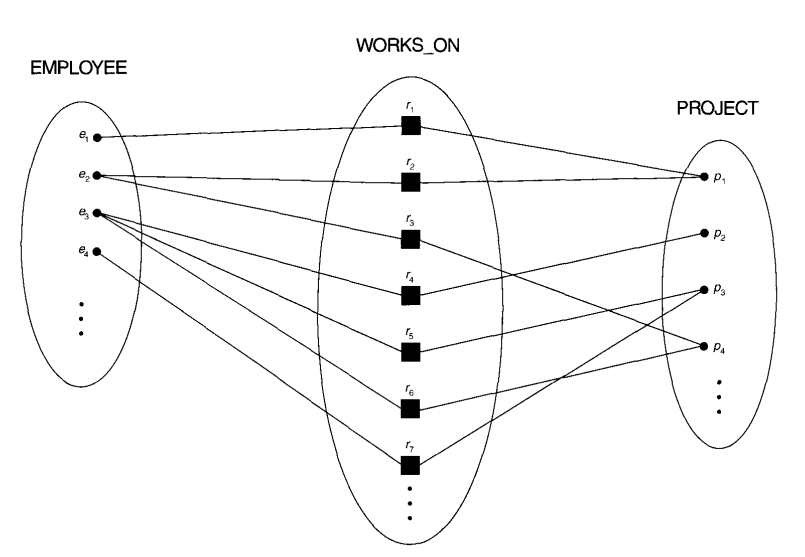 WORKS_ON
EMPLOYEE
PROJECT
e₁
e₂
e₃
e₄
r₁
r₂
r₃
r₄
r₅
r₆
r₇
p₁
p₂
p₃
p₄